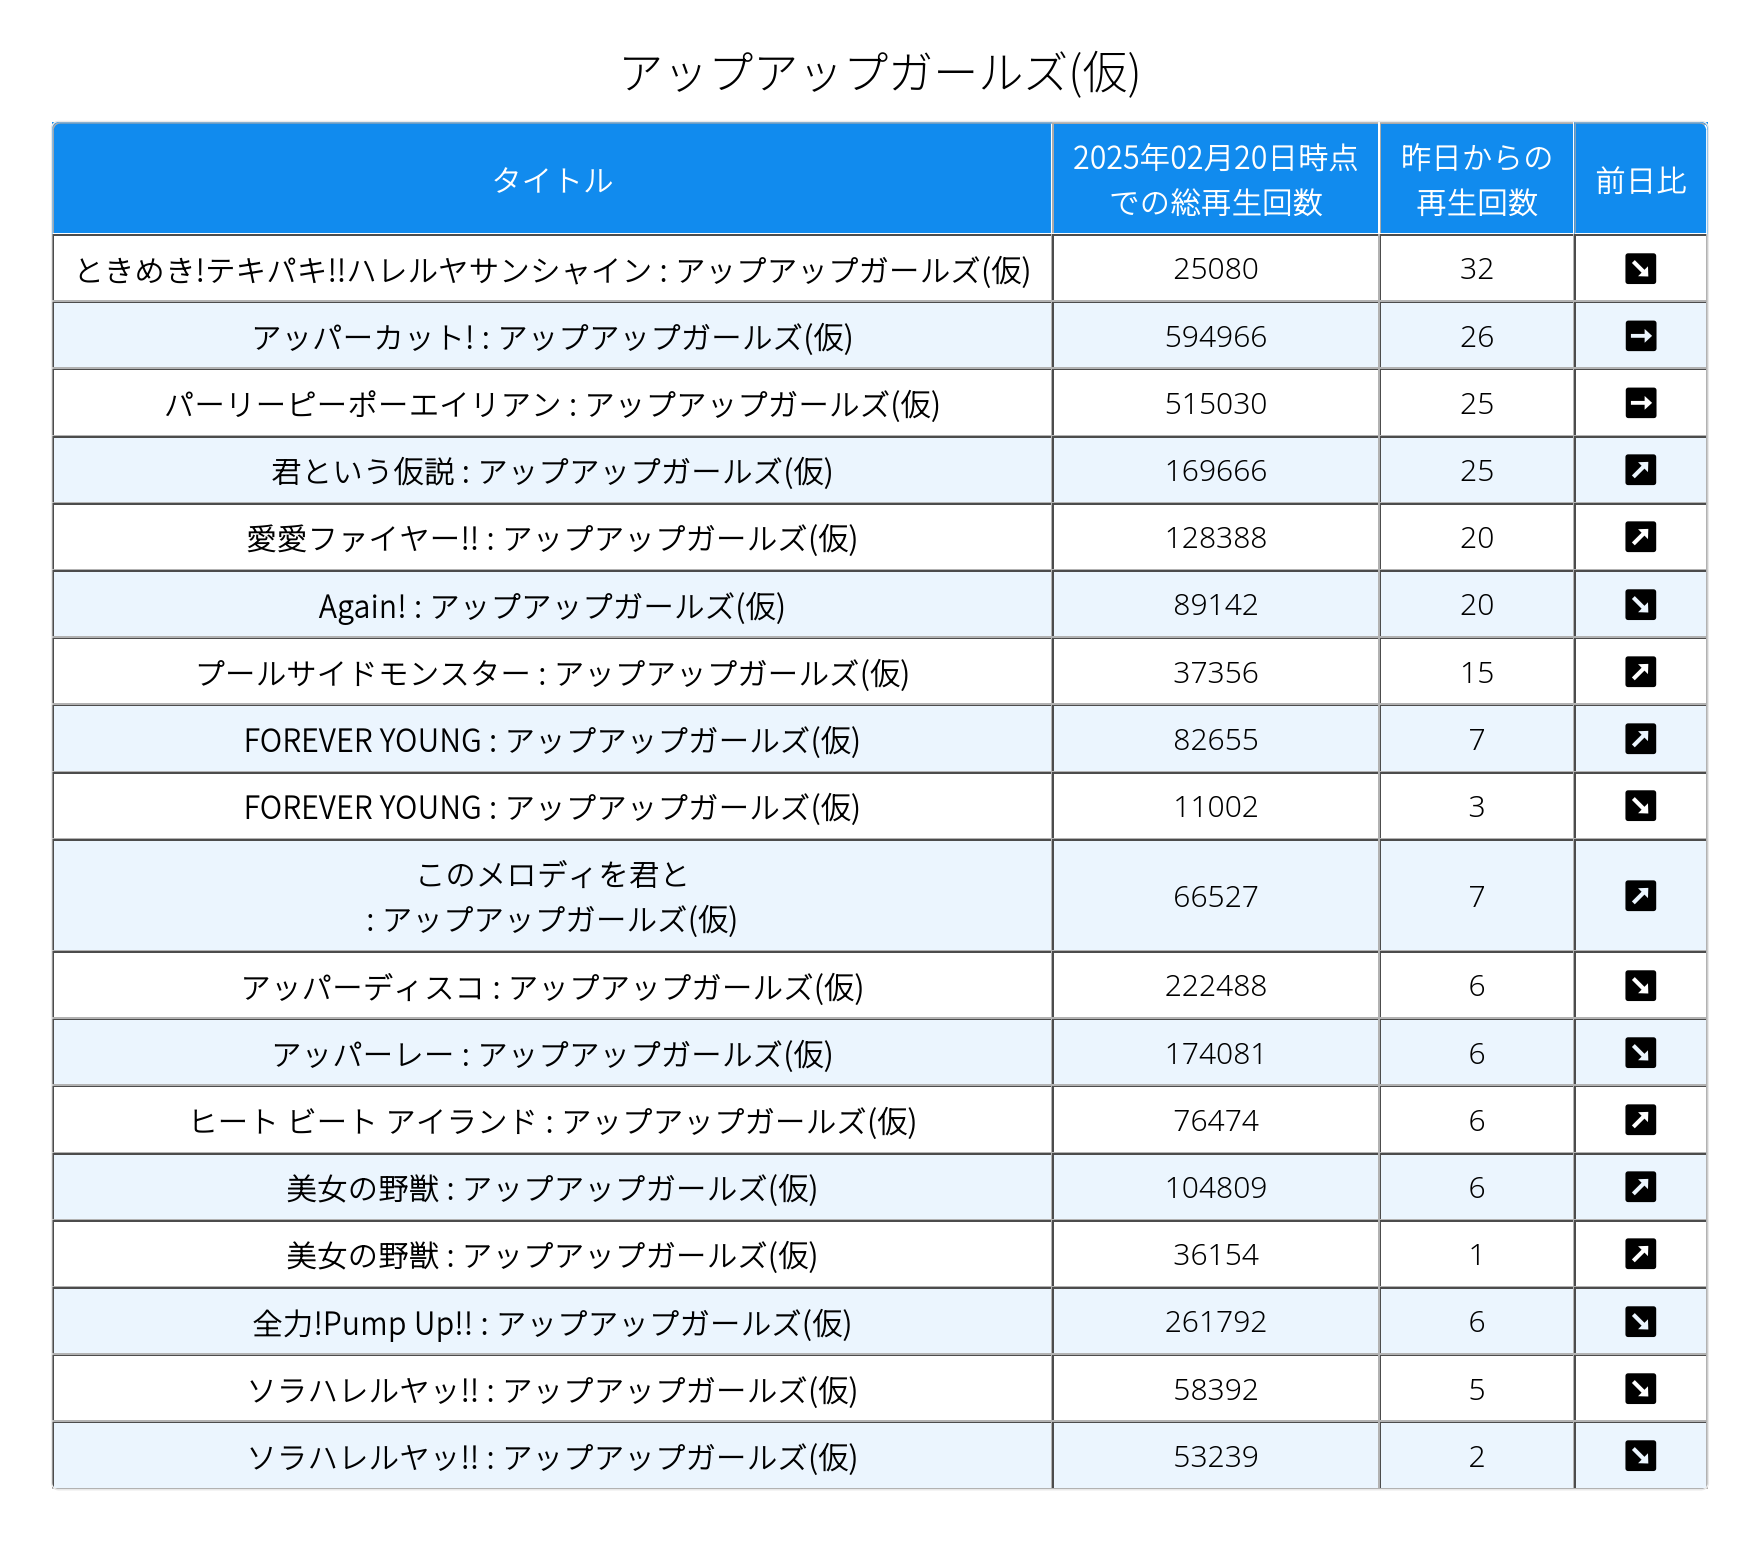 アップアップガールズ(仮)
タイトル 2025年02月20日時点での総再生回数 昨日からの再生回数 前日比
ときめき!テキパキ!!ハレルヤサンシャイン : アップアップガールズ(仮) 25080 32 ↘
アッパーカット! : アップアップガールズ(仮) 594966 26 →
パーリーピーポーエイリアン : アップアップガールズ(仮) 515030 25 →
君という仮説 : アップアップガールズ(仮) 169666 25 ↗
愛愛ファイヤー!! : アップアップガールズ(仮) 128388 20 ↗
Again! : アップアップガールズ(仮) 89142 20 ↘
プールサイドモンスター : アップアップガールズ(仮) 37356 15 ↗
FOREVER YOUNG : アップアップガールズ(仮) 82655 7 ↗
FOREVER YOUNG : アップアップガールズ(仮) 11002 3 ↘
このメロディを君と
: アップアップガールズ(仮) 66527 7 ↗
アッパーディスコ : アップアップガールズ(仮) 222488 6 ↘
アッパーレー : アップアップガールズ(仮) 174081 6 ↘
ヒート ビート アイランド : アップアップガールズ(仮) 76474 6 ↗
美女の野獣 : アップアップガールズ(仮) 104809 6 ↗
美女の野獣 : アップアップガールズ(仮) 36154 1 ↗
全力!Pump Up!! : アップアップガールズ(仮) 261792 6 ↘
ソラハレルヤッ!! : アップアップガールズ(仮) 58392 5 ↘
ソラハレルヤッ!! : アップアップガールズ(仮) 53239 2 ↘